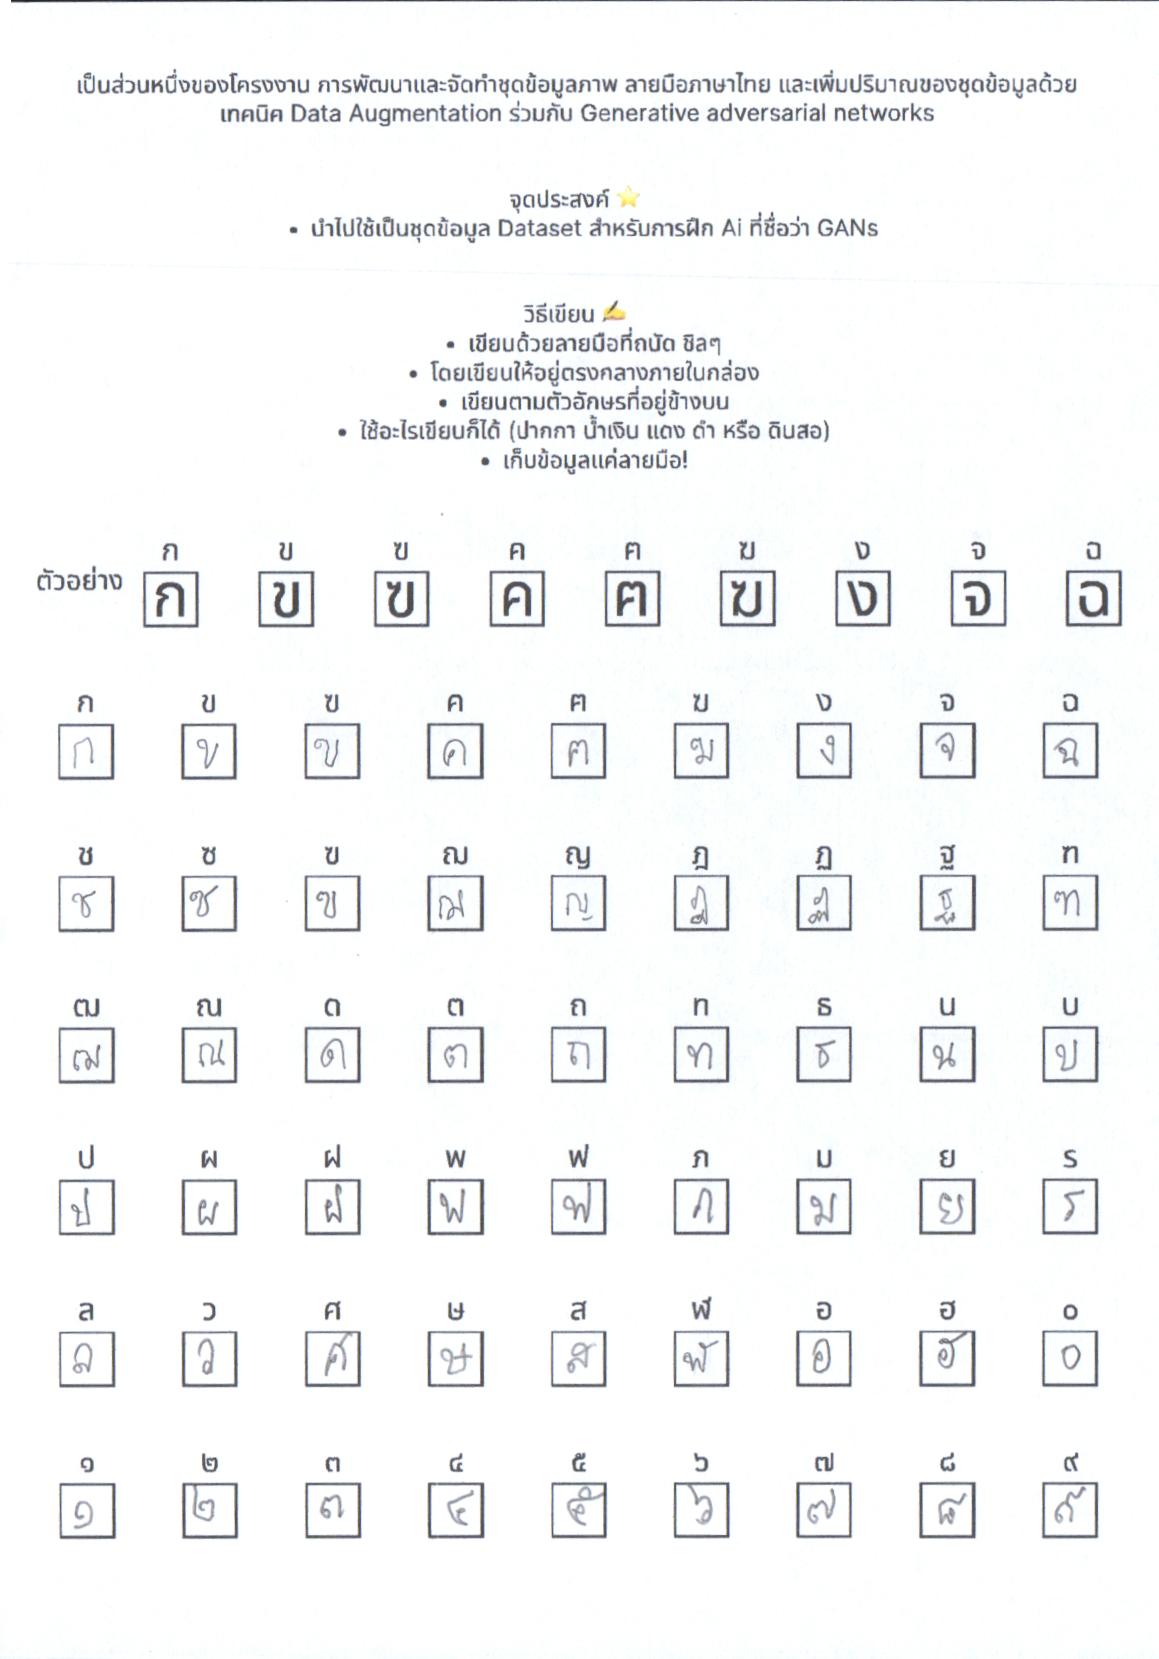 เป็นส่วนหนึ่งของโครงงาน การพัฒนาและจัดทำชุดข้อมูลภาพ ลายมือภาษาไทย และเพิ่มปริมาณของชุดข้อมูลด้วย
เทคนิค Data Augmentation ร่วมกับ Generative adversarial networks
จุดประสงค์ ⭐
• นำไปใช้เป็นชุดข้อมูล Dataset สำหรับการฝึก Ai ที่ชื่อว่า GANs
วิธีเขียน ✍️
• เขียนด้วยลายมือที่ถนัด ชิลๆ
• โดยเขียนให้อยู่ตรงกลางภายในกล่อง
• เขียนตามตัวอักษรที่อยู่ข้างบน
• ใช้อะไรเขียนก็ได้ (ปากกา น้ำเงิน แดง ดำ หรือ ดินสอ)
• เก็บข้อมูลแค่ลายมือ!
ก ข ฃ ค ฅ ฆ ง จ ฉ
ตัวอย่าง ก ข ฃ ค ฅ ฆ ง จ ฉ
ก ข ฃ ค ฅ ฆ ง จ ฉ
ก ข ฃ ค ฅ ฆ ง จ ฉ
ช ซ ฃ ฌ ญ ฎ ฏ ฐ ฑ
ช ซ ฃ ฌ ญ ฎ ฏ ฐ ฑ
ฒ ณ ด ต ถ ท ธ น บ
ฒ ณ ด ต ถ ท ธ น บ
ป ผ ฝ พ ฟ ภ ม ย ร
ป ผ ฝ ฟ ฟ ภ ม ย ร
ล ว ศ ษ ส ฬ อ ฮ ๐
ล ว ศ ษ ส ฬ อ ฮ ๐
๑ ๒ ๓ ๔ ๕ ๖ ๗ ๘ ๙
๑ ๒ ๓ ๔ ๕ ๖ ๗ ๘ ๙